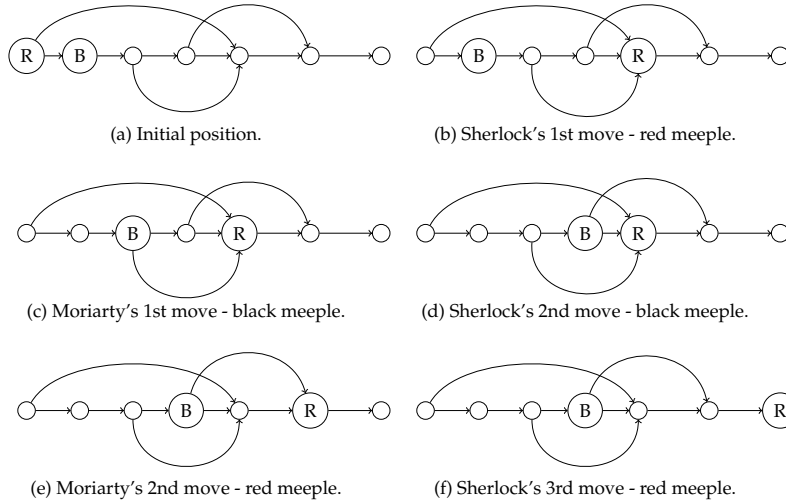 R B
(a) Initial position.
B R
(b) Sherlock's 1st move - red meeple.
B R
(c) Moriarty's 1st move - black meeple.
B R
(d) Sherlock's 2nd move - black meeple.
B R
(e) Moriarty's 2nd move - red meeple.
B R
(f) Sherlock's 3rd move - red meeple.